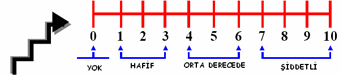 0 1 2 3 4 5 6 7 8 9 10
YOK HAFİF ORTA DERECEDE ŞİDDETLİ